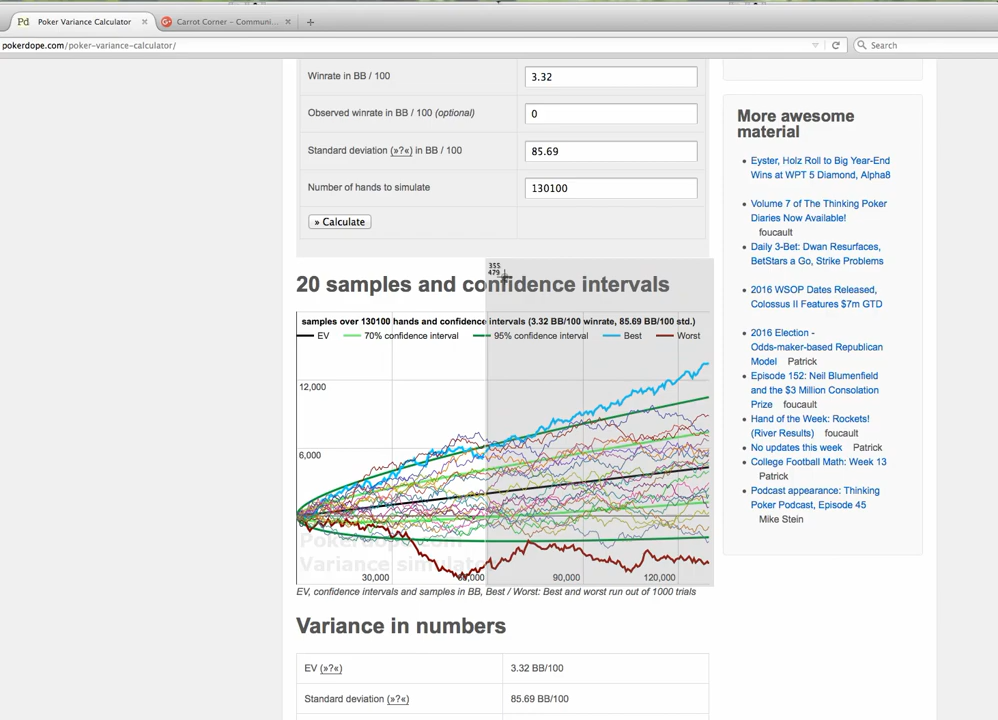 Poker Variance Calculator
Carrot Corner – Communi...
pokerdope.com/poker-variance-calculator/
Search
Winrate in BB / 100
3.32
Observed winrate in BB / 100 (optional)
0
Standard deviation (»?«) in BB / 100
85.69
Number of hands to simulate
130100
» Calculate
355
479
20 samples and confidence intervals
samples over 130100 hands and confidence intervals (3.32 BB/100 winrate, 85.69 BB/100 std.)
EV
70% confidence interval
95% confidence interval
Best
Worst
12,000
6,000
Pokerdope.com
Variance simulator
30,000
60,000
90,000
120,000
EV, confidence intervals and samples in BB, Best / Worst: Best and worst run out of 1000 trials
Variance in numbers
EV (»?«)
3.32 BB/100
Standard deviation (»?«)
85.69 BB/100
More awesome
material
Eyster, Holz Roll to Big Year-End
Wins at WPT 5 Diamond, Alpha8
Volume 7 of The Thinking Poker
Diaries Now Available!
foucault
Daily 3-Bet: Dwan Resurfaces,
BetStars a Go, Strike Problems
2016 WSOP Dates Released,
Colossus II Features $7m GTD
2016 Election -
Odds-maker-based Republican
Model Patrick
Episode 152: Neil Blumenfield
and the $3 Million Consolation
Prize foucault
Hand of the Week: Rockets!
(River Results) foucault
No updates this week Patrick
College Football Math: Week 13
Patrick
Podcast appearance: Thinking
Poker Podcast, Episode 45
Mike Stein